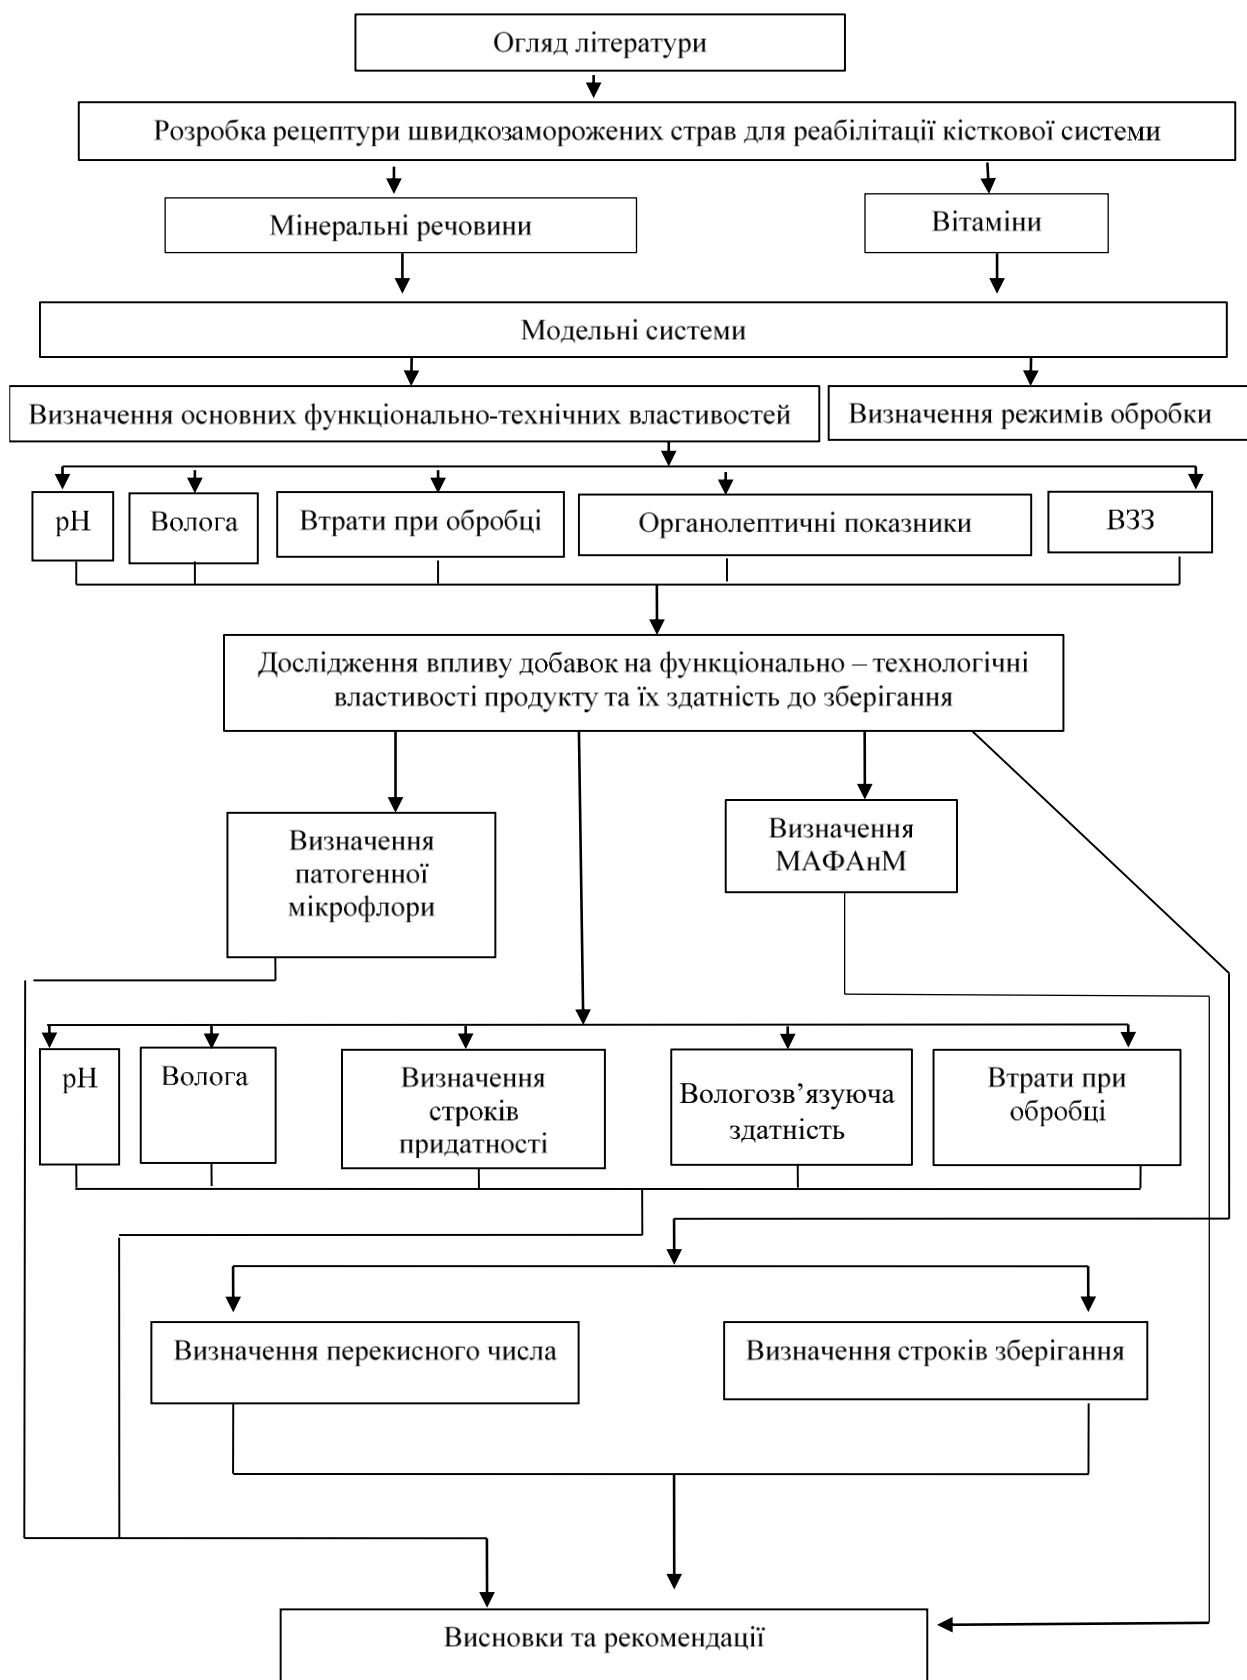 Огляд літератури
Розробка рецептури швидкозаморожених страв для реабілітації кісткової системи
Мінеральні речовини
Вітаміни
Модельні системи
Визначення основних функціонально-технічних властивостей
Визначення режимів обробки
pH
Волога
Втрати при обробці
Органолептичні показники
ВЗЗ
Дослідження впливу добавок на функціонально – технологічні
властивості продукту та їх здатність до зберігання
Визначення
патогенної
мікрофлори
Визначення
МАФАнМ
pH
Волога
Визначення
строків
придатності
Вологозв’язуюча
здатність
Втрати при
обробці
Визначення перекисного числа
Визначення строків зберігання
Висновки та рекомендації